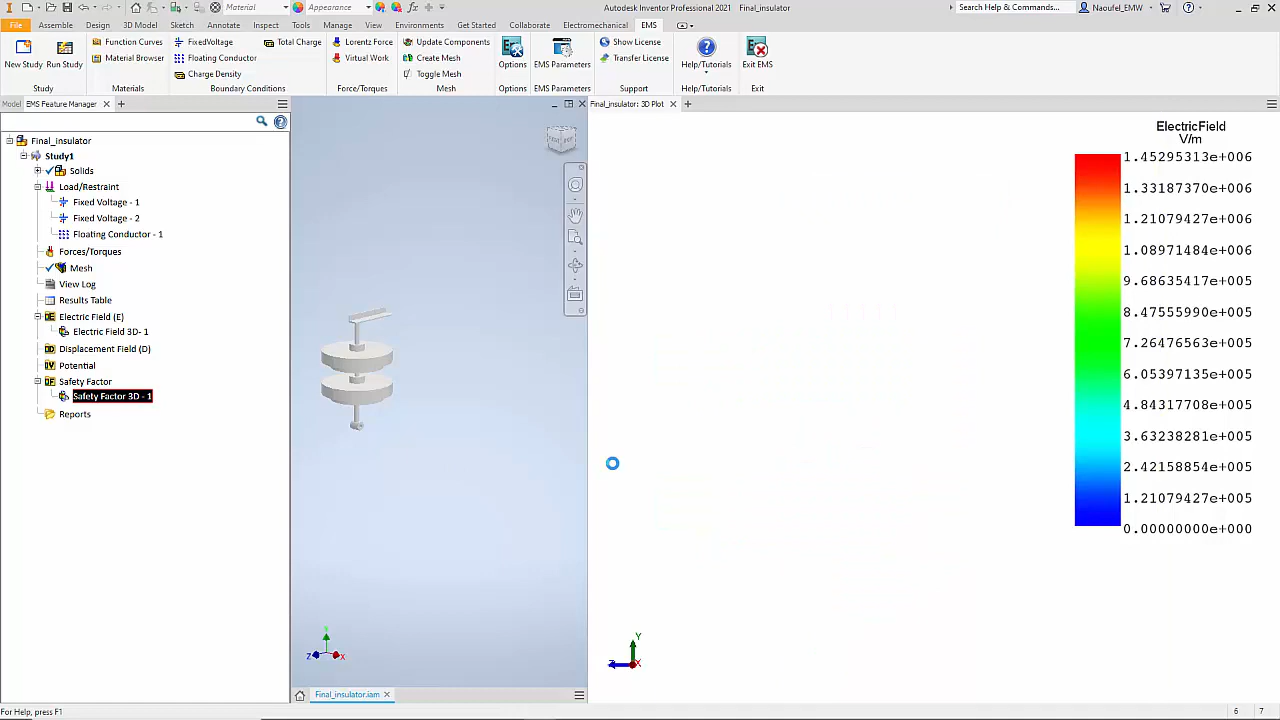 Material
Appearance
Autodesk Inventor Professional 2021 Final_insulator
Search Help & Commands...
Naoufel_EMW
File Assemble Design 3D Model Sketch Annotate Inspect Tools Manage View Environments Get Started Collaborate Electromechanical EMS
New Study
Run Study
Study
Function Curves
Material Browser
Materials
FixedVoltage
Floating Conductor
Charge Density
Total Charge
Boundary Conditions
Lorentz Force
Virtual Work
Force/Torques
Update Components
Create Mesh
Toggle Mesh
Mesh
Options
Options
EMS Parameters
EMS Parameters
Show License
Transfer License
Support
Help/Tutorials
Help/Tutorials
Exit EMS
Exit
Model EMS Feature Manager
Final_insulator: 3D Plot
Final_insulator
Study1
Solids
Load/Restraint
Fixed Voltage - 1
Fixed Voltage - 2
Floating Conductor - 1
Forces/Torques
Mesh
View Log
Results Table
Electric Field (E)
Electric Field 3D- 1
Displacement Field (D)
Potential
Safety Factor
Safety Factor 3D - 1
Reports
Y
Z X
Final_insulator.iam
ElectricField
V/m
1.45295313e+006
1.33187370e+006
1.21079427e+006
1.08971484e+006
9.68635417e+005
8.47555990e+005
7.26476563e+005
6.05397135e+005
4.84317708e+005
3.63238281e+005
2.42158854e+005
1.21079427e+005
0.00000000e+000
Y
Z X
For Help, press F1
6 7